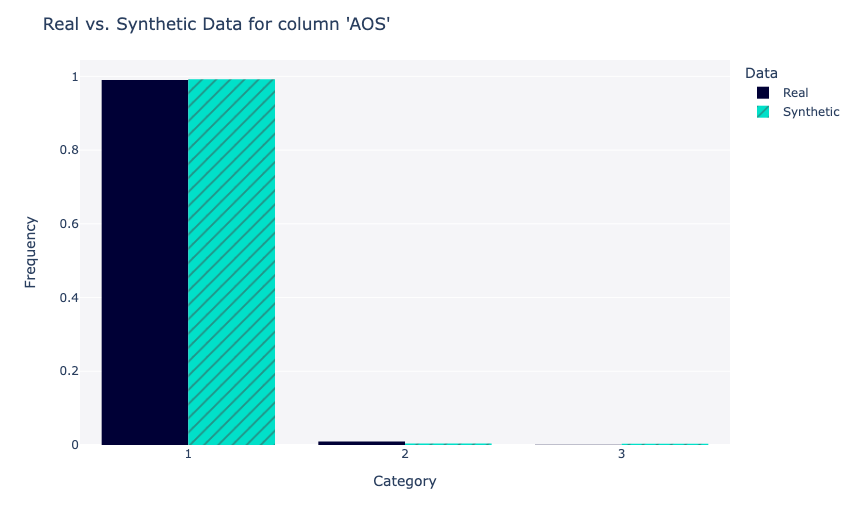 Real vs. Synthetic Data for column 'AOS'
Data
Real
Synthetic
Frequency
1
0.8
0.6
0.4
0.2
0
1
2
3
Category